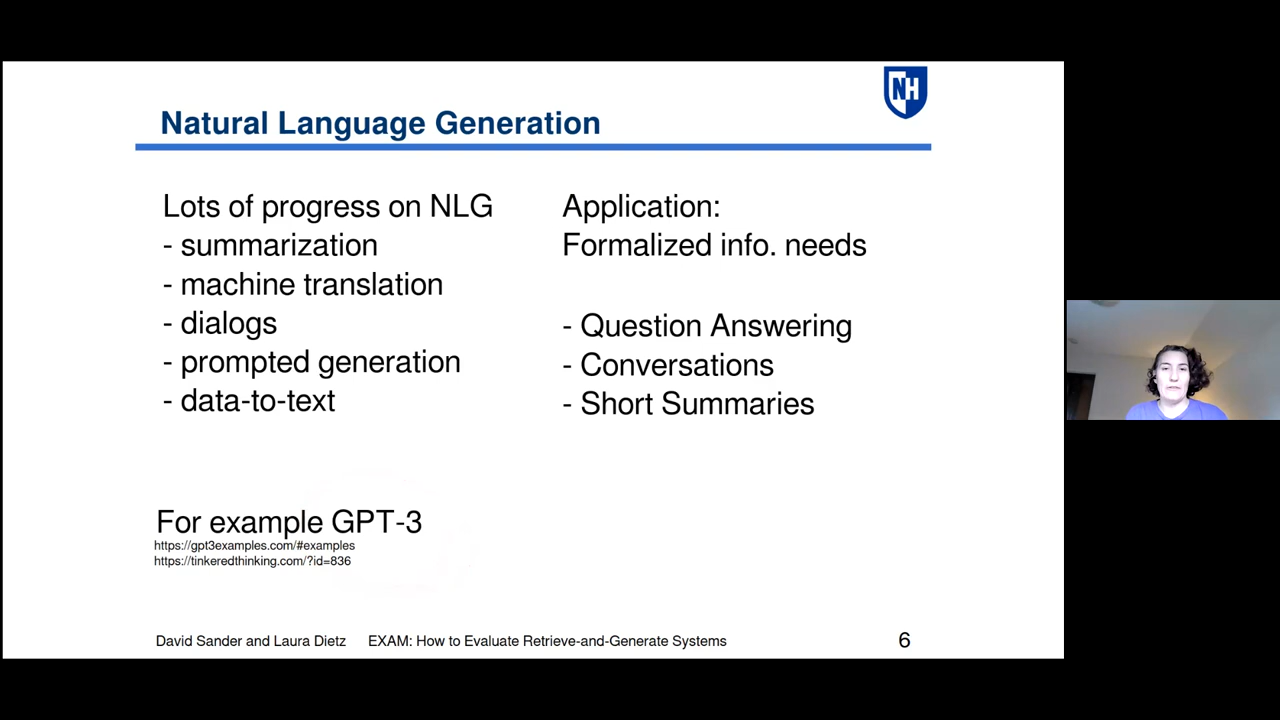 NH
Natural Language Generation
Lots of progress on NLG
- summarization
- machine translation
- dialogs
- prompted generation
- data-to-text
Application:
Formalized info. needs
- Question Answering
- Conversations
- Short Summaries
For example GPT-3
https://gpt3examples.com/#examples
https://tinkeredthinking.com/?id=836
David Sander and Laura Dietz EXAM: How to Evaluate Retrieve-and-Generate Systems 6